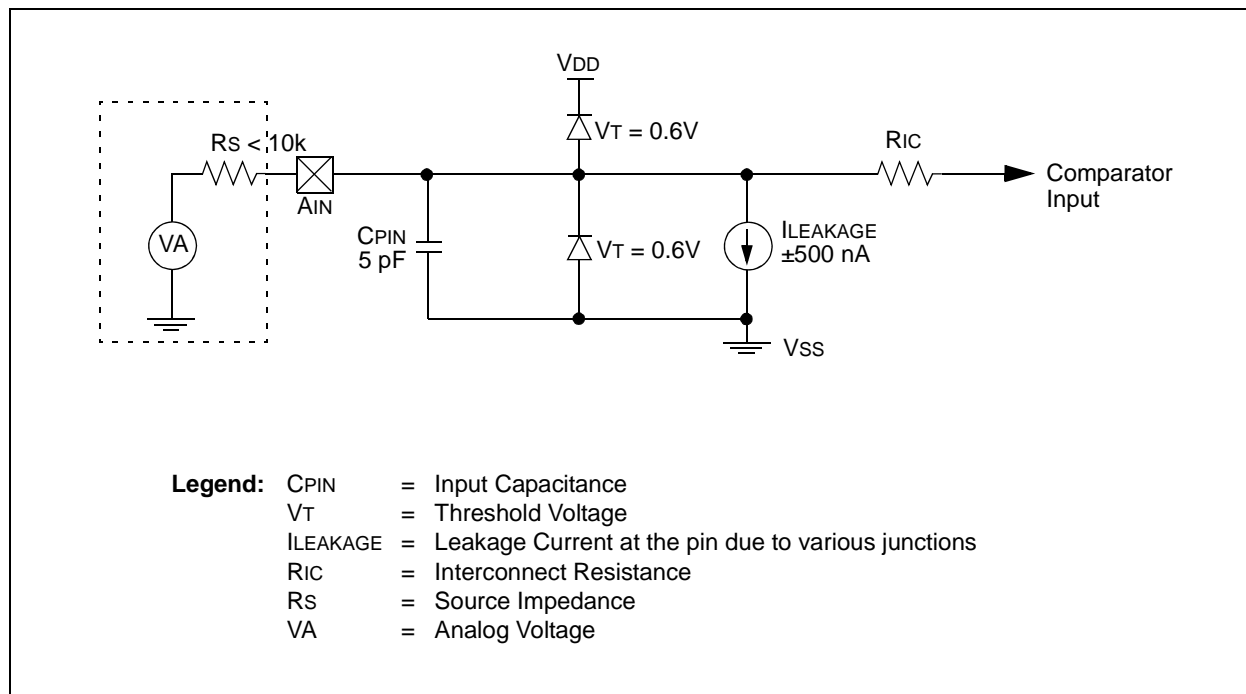 VDD
VT = 0.6V
RS < 10k
RIC
AIN
Comparator
Input
CPIN
5 pF
VA
VT = 0.6V
ILEAKAGE
±500 nA
VSS
Legend: CPIN = Input Capacitance
VT = Threshold Voltage
ILEAKAGE = Leakage Current at the pin due to various junctions
RIC = Interconnect Resistance
RS = Source Impedance
VA = Analog Voltage